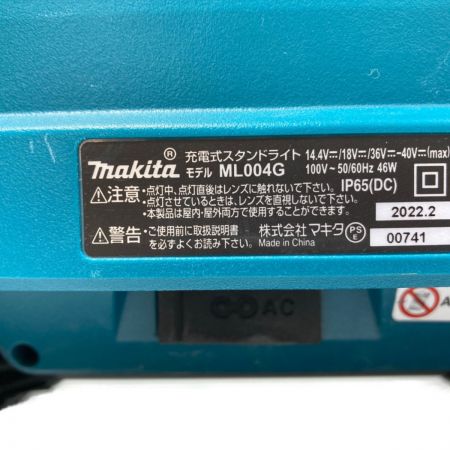 makita® 充電式スタンドライト 14.4V⎓/18V⎓/36V⎓-40V⎓(max)
モデル ML004G 100V～50/60Hz 46W
⚠注意 ・点灯中、点灯直後はレンズに触れないで下さい。 IP65(DC)
・点灯させているときは、レンズを直視しないで下さい。
・本製品は屋内・屋外両方で使用することができます。
2022.2
⚠警告 ・ご使用前に取扱説明書を必ずよくお読み下さい。
株式会社 マキタ
Made in China
PSE
00741
AC
A